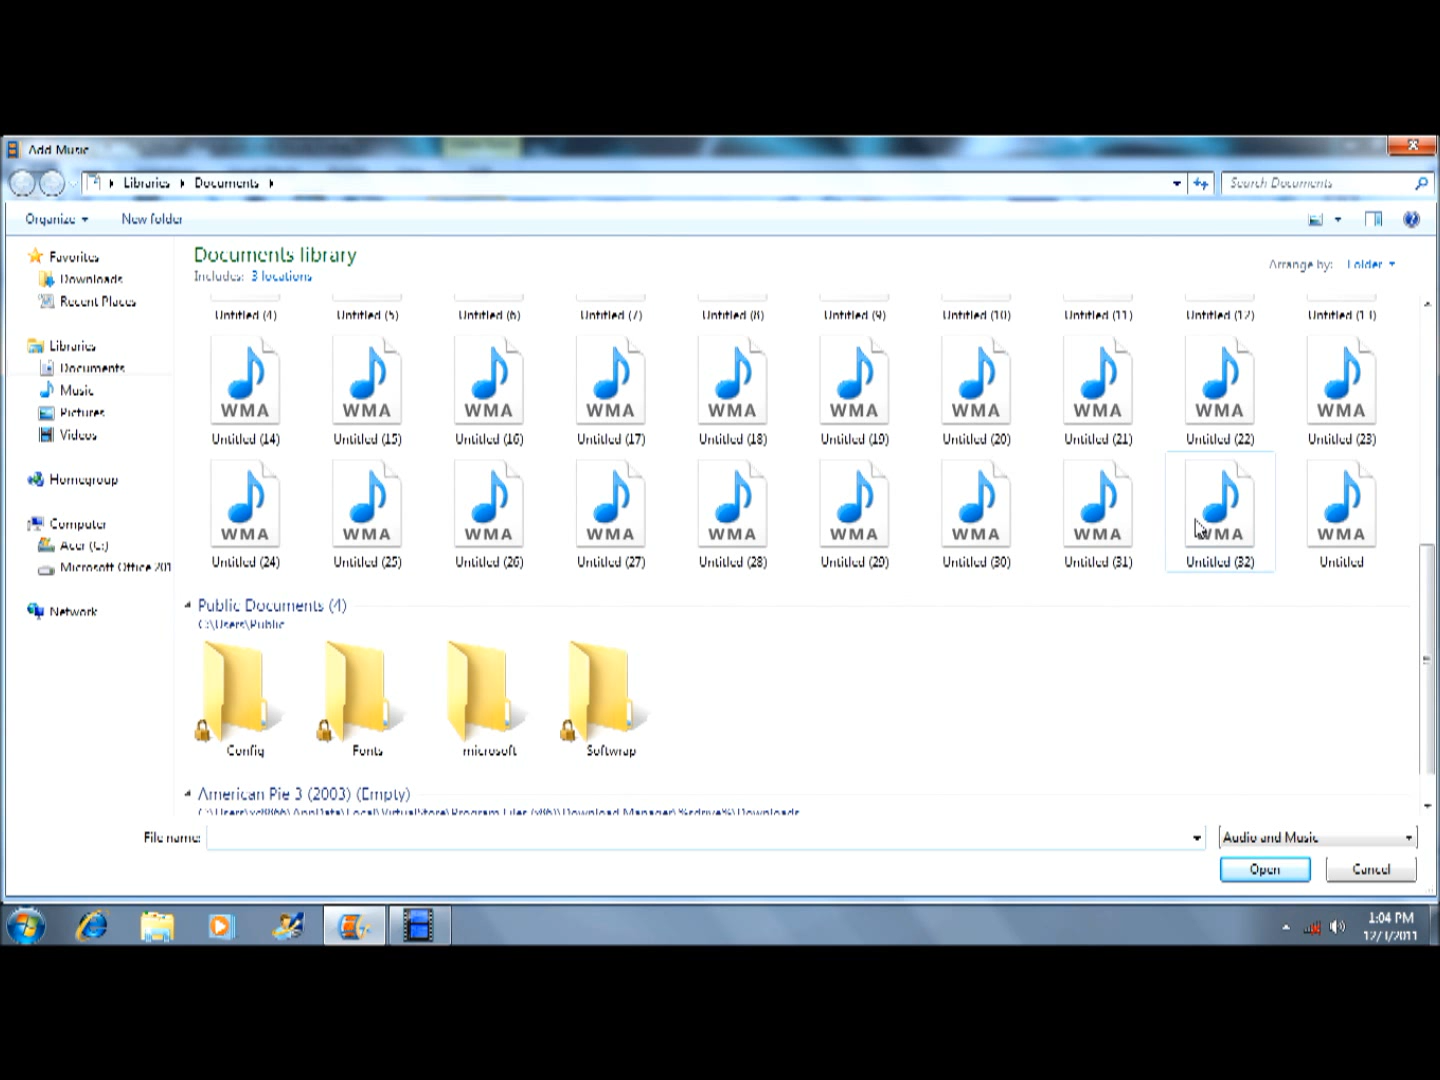 Add Music
Libraries Documents
Search Documents
Organize New folder
Favorites
Downloads
Recent Places
Libraries
Documents
Music
Pictures
Videos
Homegroup
Computer
Acer (C:)
Microsoft Office 201
Network
Documents library
Includes: 3 locations
Arrange by: Folder
Untitled (4) Untitled (5) Untitled (6) Untitled (7) Untitled (8) Untitled (9) Untitled (10) Untitled (11) Untitled (12) Untitled (13)
WMA WMA WMA WMA WMA WMA WMA WMA WMA WMA
Untitled (14) Untitled (15) Untitled (16) Untitled (17) Untitled (18) Untitled (19) Untitled (20) Untitled (21) Untitled (22) Untitled (23)
WMA WMA WMA WMA WMA WMA WMA WMA WMA WMA
Untitled (24) Untitled (25) Untitled (26) Untitled (27) Untitled (28) Untitled (29) Untitled (30) Untitled (31) Untitled (32) Untitled
Public Documents (4)
C:\Users\Public
Config Fonts microsoft Softwrap
American Pie 3 (2003) (Empty)
File name:
Audio and Music
Open Cancel
1:04 PM